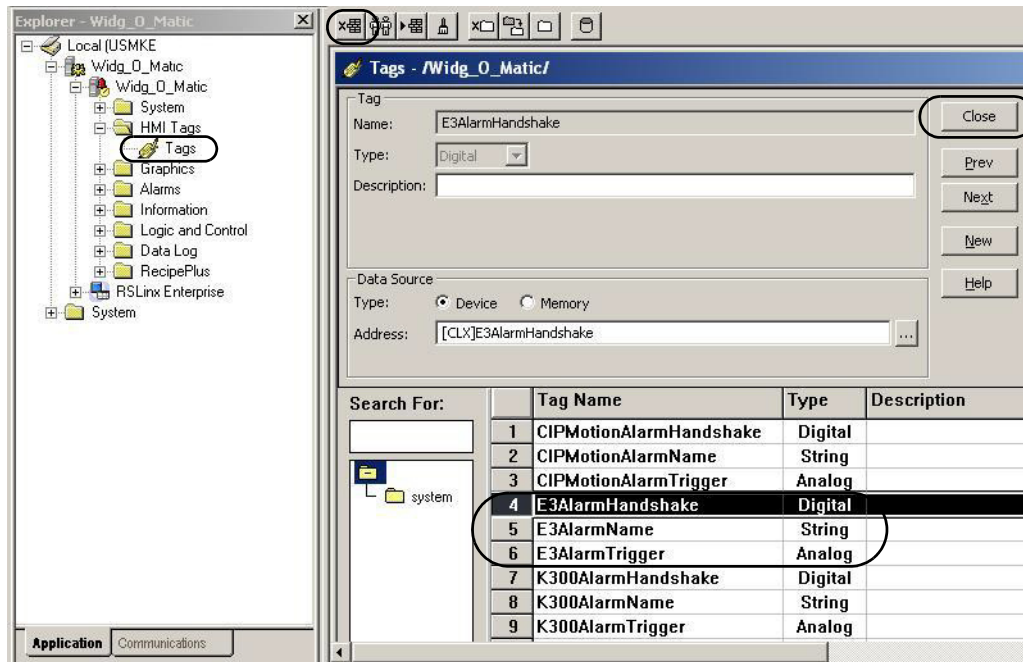 Explorer - Widg_O_Matic
Local (USMKE
Widg_O_Matic
Widg_O_Matic
System
HMI Tags
Tags
Graphics
Alarms
Information
Logic and Control
Data Log
RecipePlus
RSLinx Enterprise
System
Application
Communications
Tags - /Widg_O_Matic/
Tag
Name: E3AlarmHandshake
Type: Digital
Description:
Close
Prev
Next
New
Help
Data Source
Type: Device Memory
Address: [CLX]E3AlarmHandshake ...
Search For:
system
Tag Name Type Description
1 CIPMotionAlarmHandshake Digital
2 CIPMotionAlarmName String
3 CIPMotionAlarmTrigger Analog
4 E3AlarmHandshake Digital
5 E3AlarmName String
6 E3AlarmTrigger Analog
7 K300AlarmHandshake Digital
8 K300AlarmName String
9 K300AlarmTrigger Analog